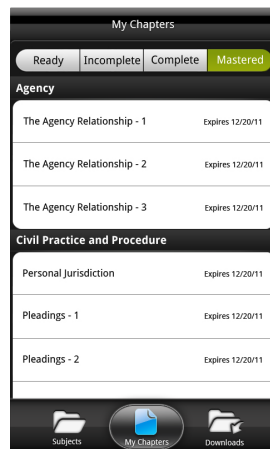 My Chapters
Ready Incomplete Complete Mastered
Agency
The Agency Relationship - 1 Expires 12/20/11
The Agency Relationship - 2 Expires 12/20/11
The Agency Relationship - 3 Expires 12/20/11
Civil Practice and Procedure
Personal Jurisdiction Expires 12/20/11
Pleadings - 1 Expires 12/20/11
Pleadings - 2 Expires 12/20/11
Subjects My Chapters Downloads